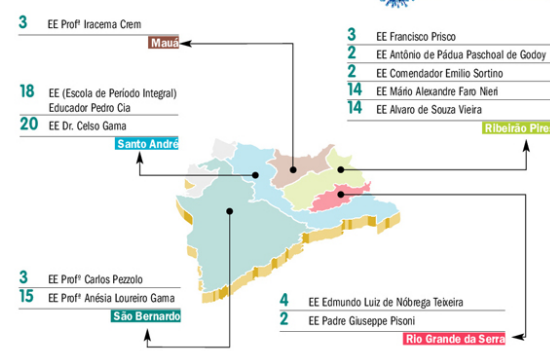 3 EE Profª Iracema Crem
Mauá
18 EE (Escola de Período Integral)
Educador Pedro Cia
20 EE Dr. Celso Gama
Santo André
3 EE Francisco Prisco
2 EE Antônio de Pádua Paschoal de Godoy
2 EE Comendador Emilio Sortino
14 EE Mário Alexandre Faro Nieri
14 EE Alvaro de Souza Vieira
Ribeirão Pire
3 EE Profº Carlos Pezzolo
15 EE Profª Anésia Loureiro Gama
São Bernardo
4 EE Edmundo Luiz de Nóbrega Teixeira
2 EE Padre Giuseppe Pisoni
Rio Grande da Serra